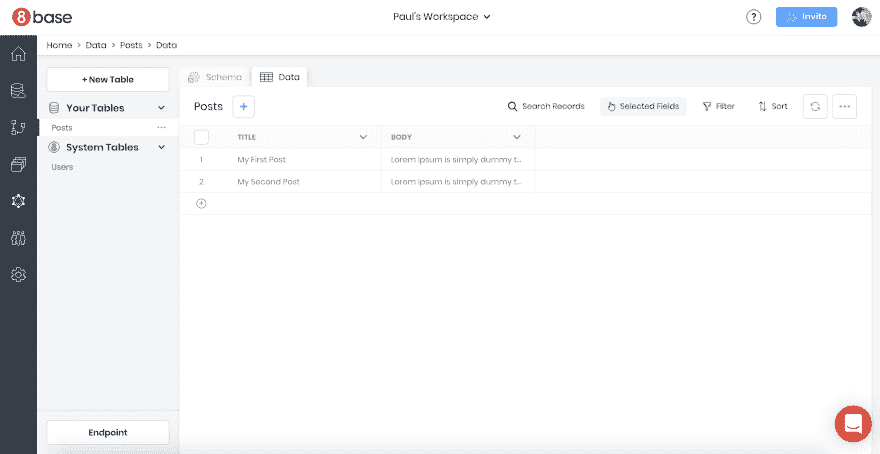 8base
Paul's Workspace
?
Invite
Home > Data > Posts > Data
+ New Table
Your Tables
Posts
System Tables
Users
Endpoint
Schema
Data
Posts +
Search Records
Selected Fields
Filter
Sort
TITLE BODY
1 My First Post Lorem Ipsum is simply dummy t...
2 My Second Post Lorem Ipsum is simply dummy t...